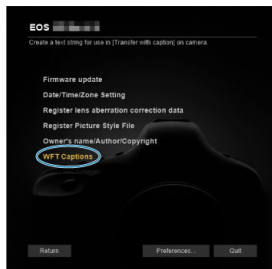 EOS
Create a text string for use in [Transfer with caption] on camera.
Firmware update
Date/Time/Zone Setting
Register lens aberration correction data
Register Picture Style File
Owner's name/Author/Copyright
WFT Captions
Return
Preferences...
Quit